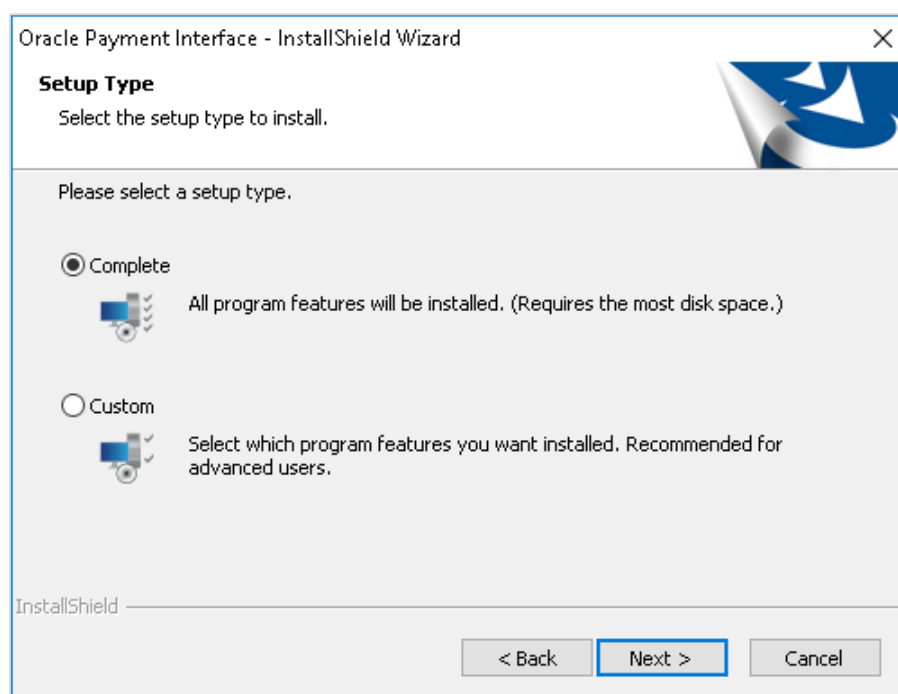 Oracle Payment Interface - InstallShield Wizard
Setup Type
Select the setup type to install.
Please select a setup type.
Complete
All program features will be installed. (Requires the most disk space.)
Custom
Select which program features you want installed. Recommended for
advanced users.
InstallShield
< Back
Next >
Cancel